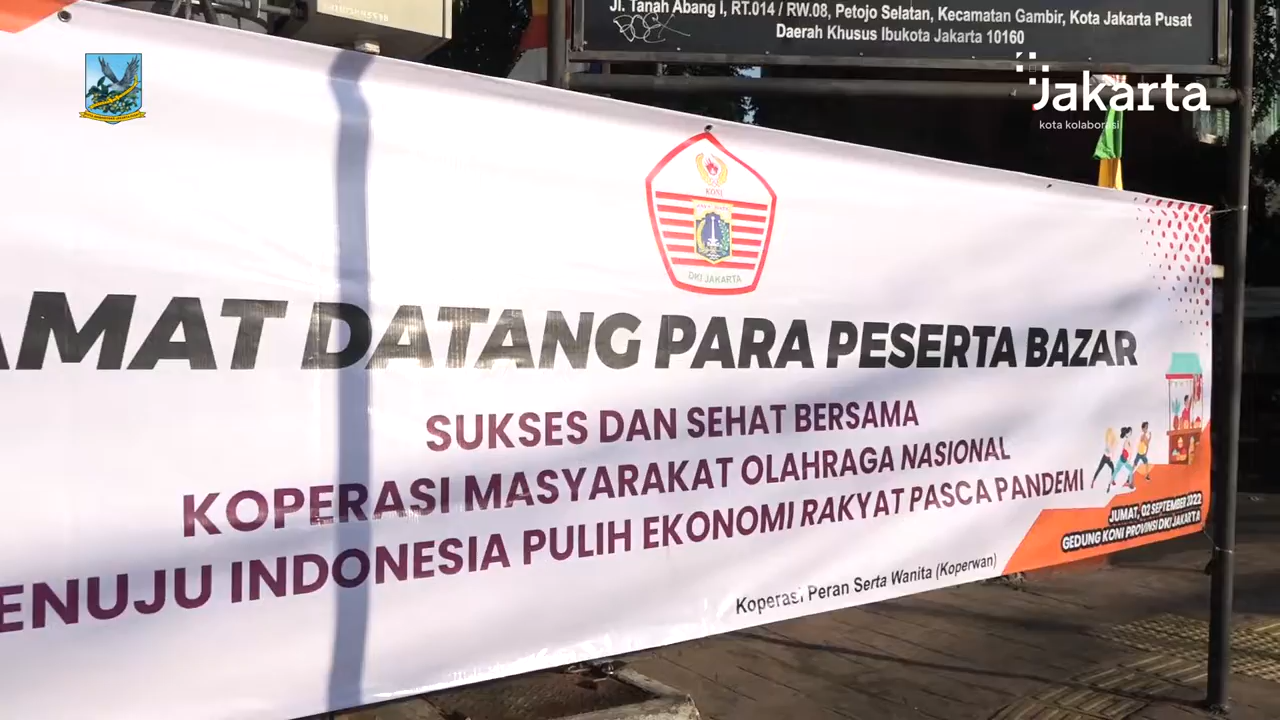 Jl. Tanah Abang I, RT.014 / RW.08, Petojo Selatan, Kecamatan Gambir, Kota Jakarta Pusat
Daerah Khusus Ibukota Jakarta 10160
Jakarta
kota kolaborasi
KONI
DKI JAKARTA
AMAT DATANG PARA PESERTA BAZAR
SUKSES DAN SEHAT BERSAMA
KOPERASI MASYARAKAT OLAHRAGA NASIONAL
ENUJU INDONESIA PULIH EKONOMI RAKYAT PASCA PANDEMI
JUMAT, 02 SEPTEMBER 2022
GEDUNG KONI PROVINSI DKI JAKARTA
Koperasi Peran Serta Wanita (Koperwan)